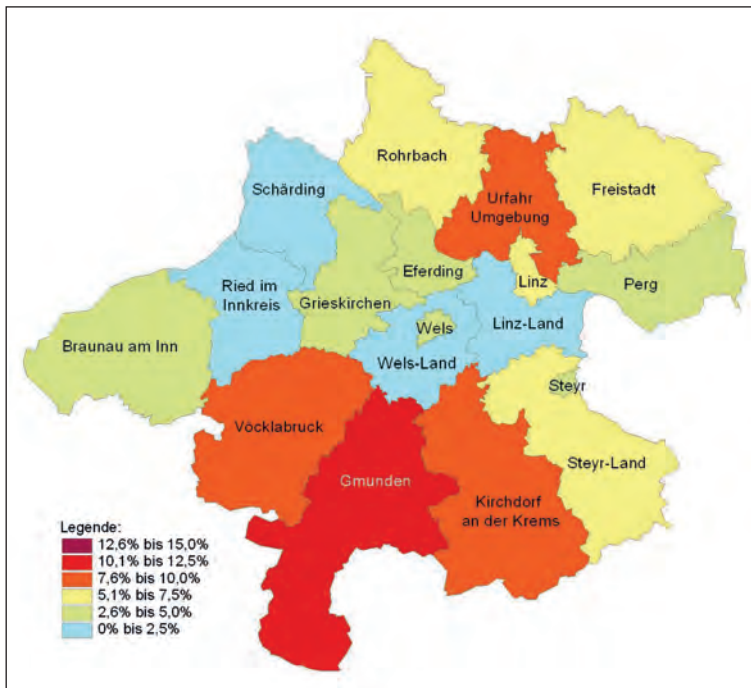 Rohrbach
Freistadt
Schärding
Urfahr
Umgebung
Eferding
Linz
Perg
Ried im
Innkreis
Grieskirchen
Wels
Linz-Land
Braunau am Inn
Wels-Land
Steyr
Vöcklabruck
Steyr-Land
Gmunden
Kirchdorf
an der Krems
Legende:
12,6% bis 15,0%
10,1% bis 12,5%
7,6% bis 10,0%
5,1% bis 7,5%
2,6% bis 5,0%
0% bis 2,5%